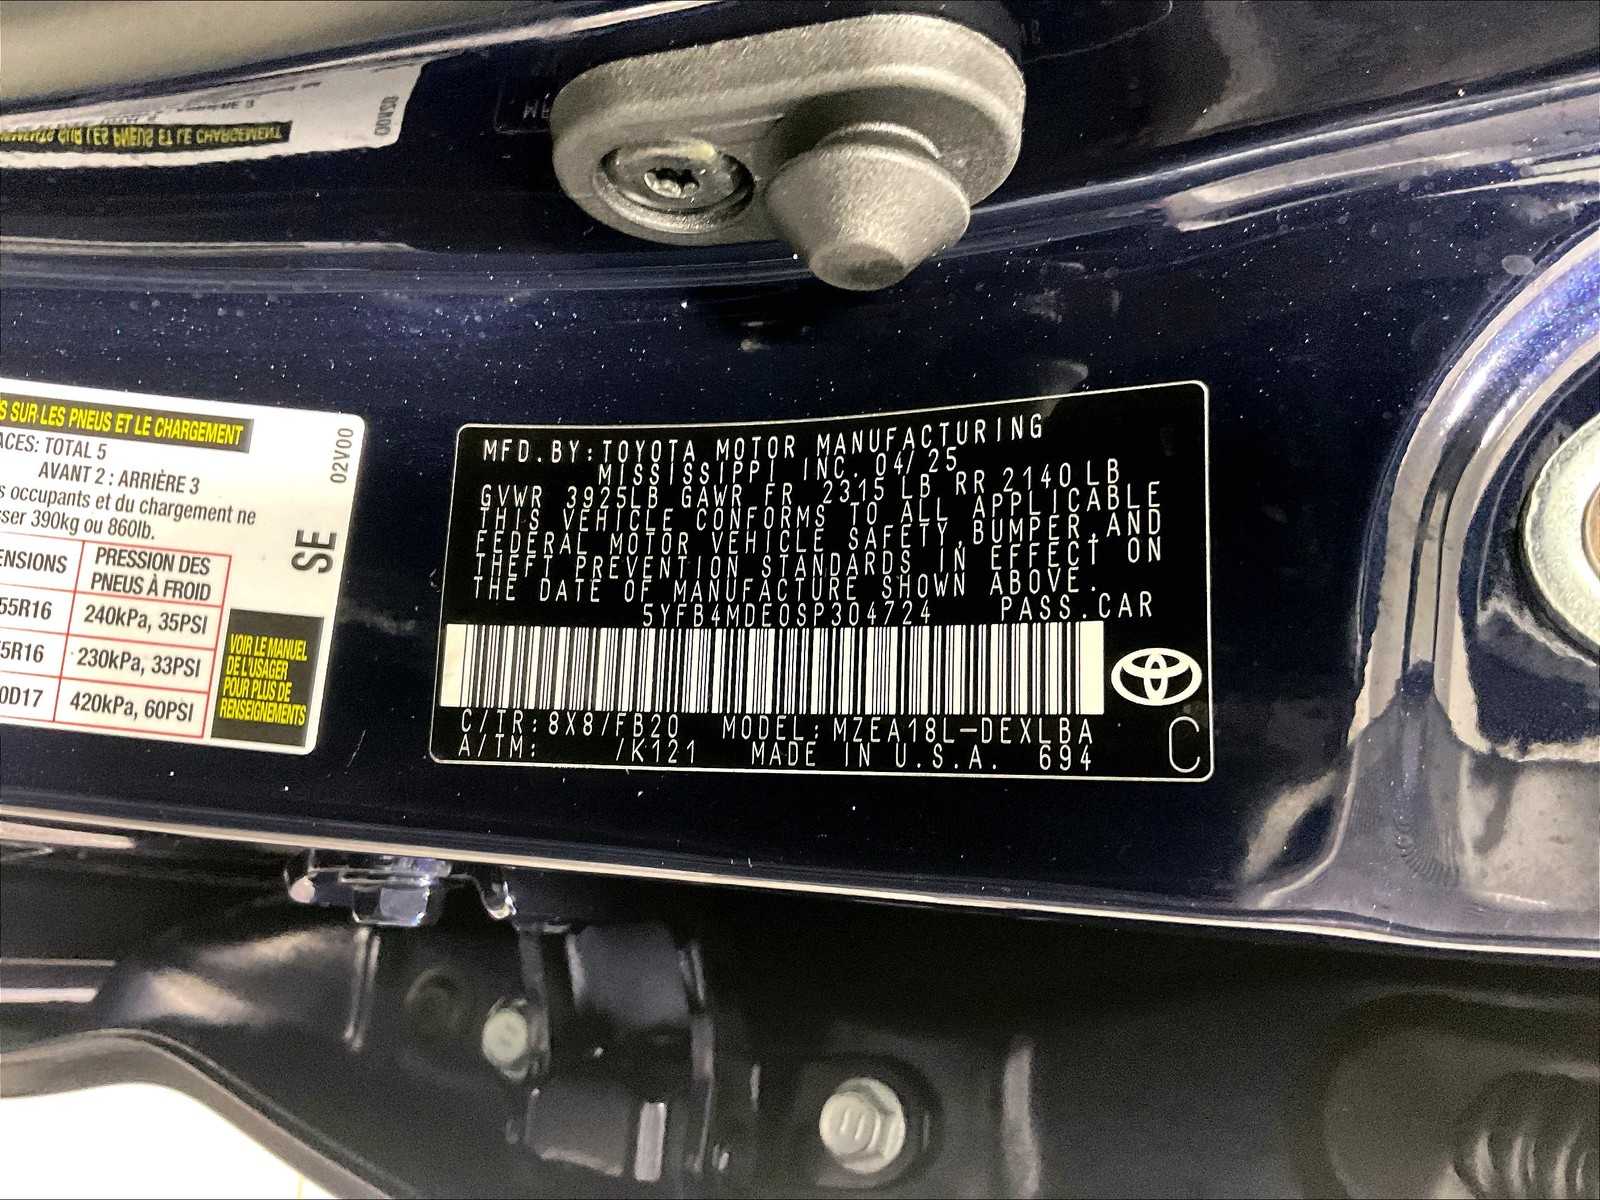 S SUR LES PNEUS ET LE CHARGEMENT
ACES: TOTAL 5
AVANT 2 : ARRIÈRE 3
s occupants et du chargement ne
sser 390kg ou 860lb.
ENSIONS PRESSION DES
PNEUS À FROID
55R16 240kPa, 35PSI
5R16 230kPa, 33PSI
0D17 420kPa, 60PSI
02V00
SE
VOIR LE MANUEL
DE L'USAGER
POUR PLUS DE
RENSEIGNEMENTS
MFD. BY: TOYOTA MOTOR MANUFACTURING
MISSISSIPPI INC. 04/25
GVWR 3925LB GAWR FR 2315 LB RR 2140 LB
THIS VEHICLE CONFORMS TO ALL APPLICABLE
FEDERAL MOTOR VEHICLE SAFETY, BUMPER, AND
THEFT PREVENTION STANDARDS IN EFFECT ON
THE DATE OF MANUFACTURE SHOWN ABOVE.
5YFB4MDE0SP304724 PASS. CAR
C/TR: 8X8/FB20 MODEL: MZEA18L-DEXLBA
A/TM: /K121 MADE IN U.S.A. 694
C